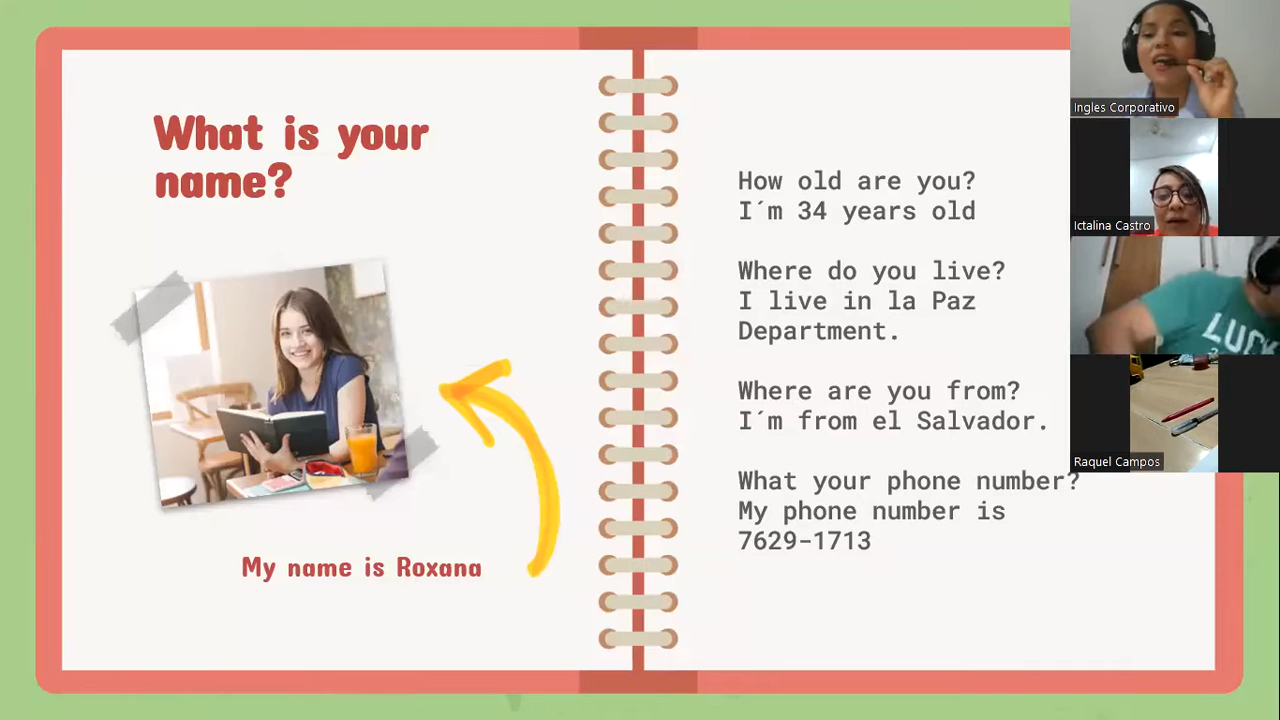 What is your
name?
My name is Roxana
How old are you?
I´m 34 years old
Where do you live?
I live in la Paz
Department.
Where are you from?
I´m from el Salvador.
What your phone number?
My phone number is
7629-1713
Ingles Corporativo
Ictalina Castro
LUCK
Raquel Campos